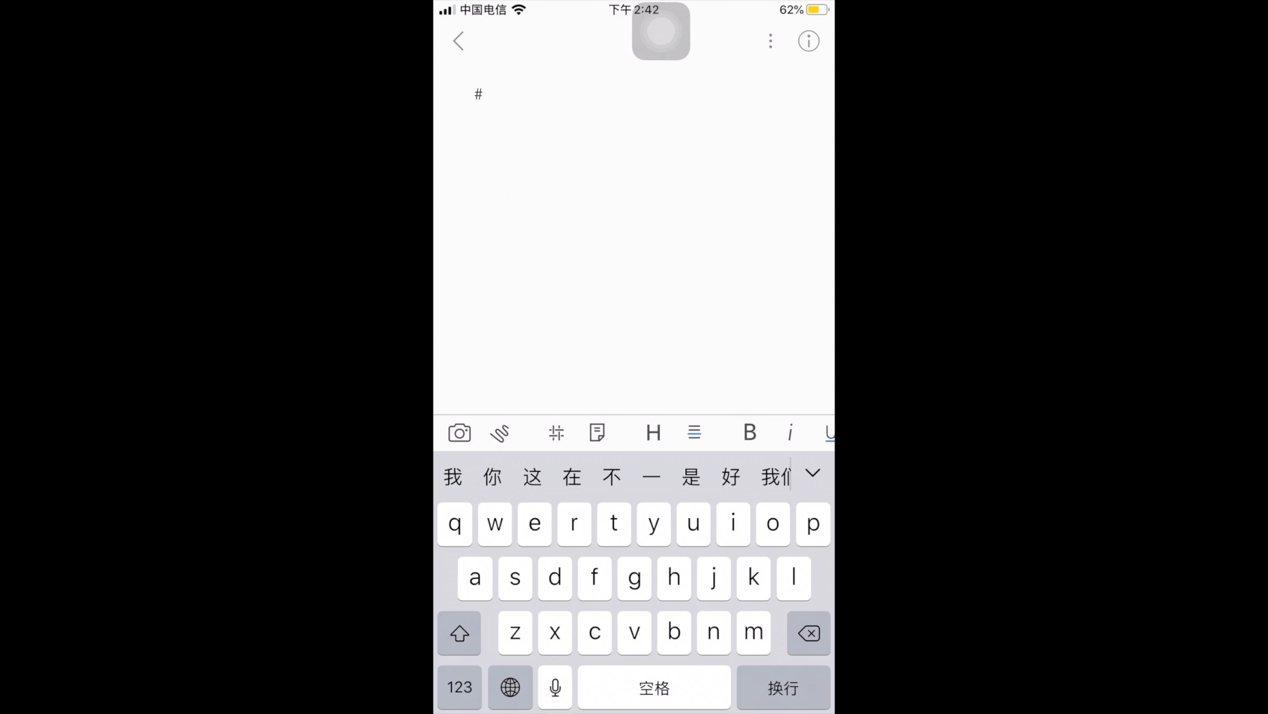 中国电信 下午 2:42 62%
#
H B i U
我 你 这 在 不 一 是 好 我们
q w e r t y u i o p
a s d f g h j k l
z x c v b n m
123 空格 换行